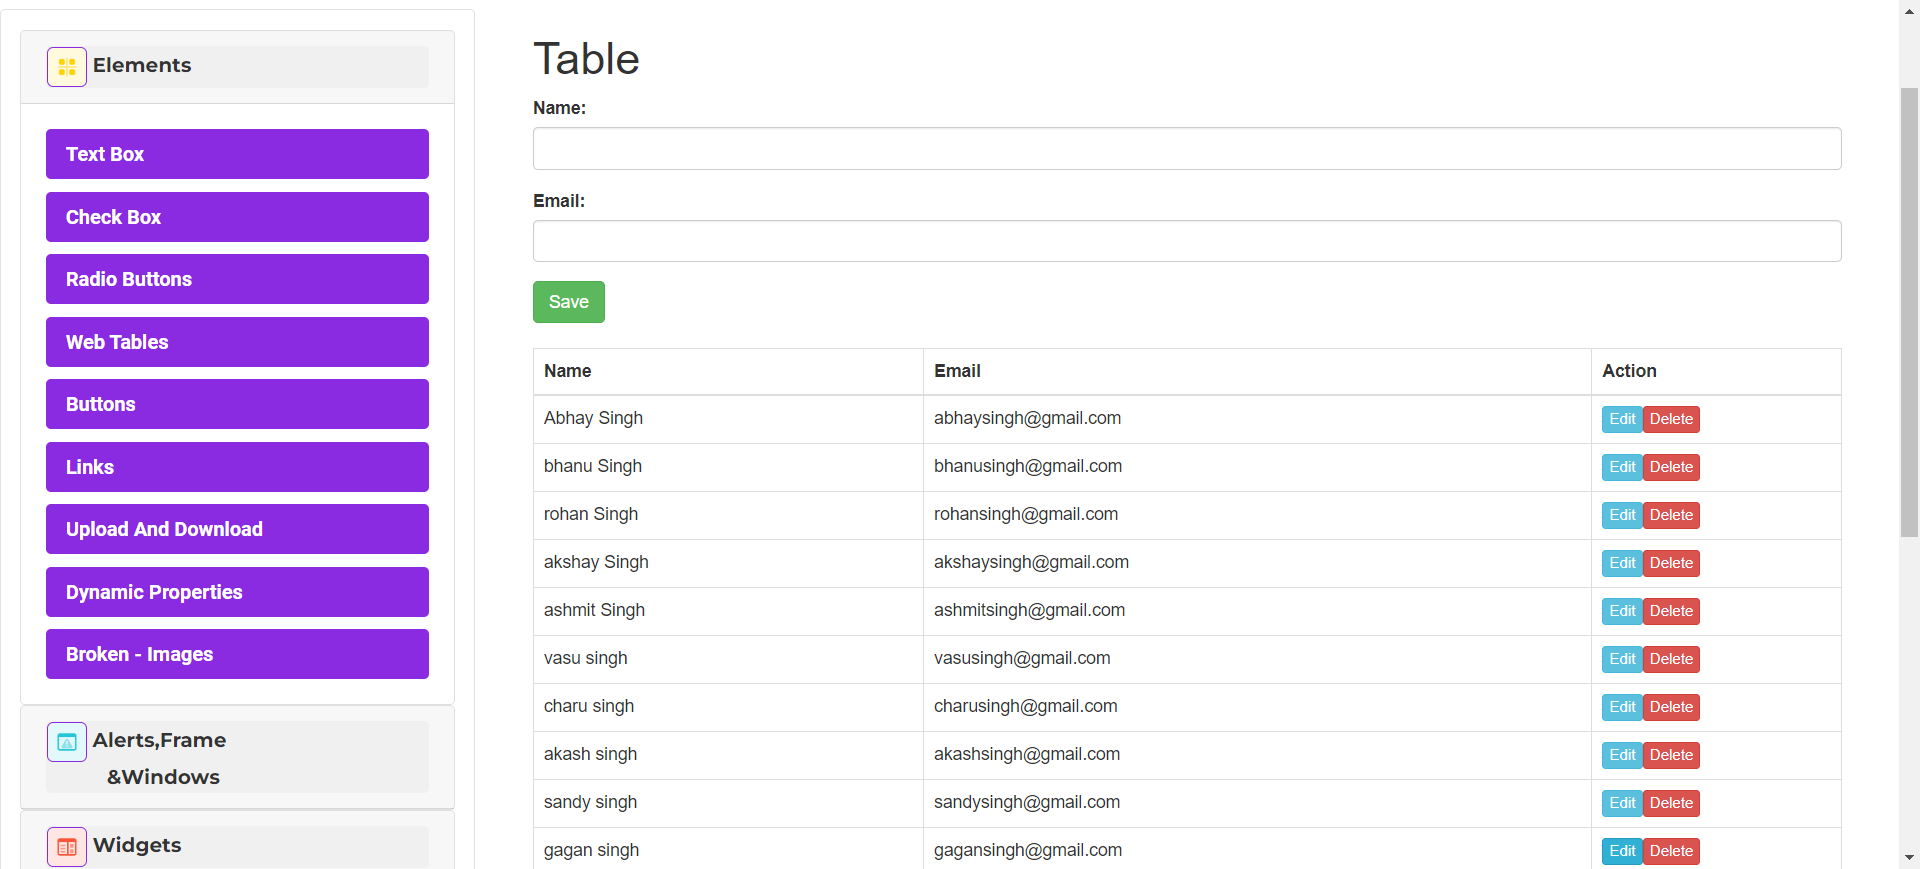 Elements
Text Box
Check Box
Radio Buttons
Web Tables
Buttons
Links
Upload And Download
Dynamic Properties
Broken - Images
Alerts,Frame
&Windows
Widgets
Table
Name:
Email:
Save
Name Email Action
Abhay Singh abhaysingh@gmail.com Edit Delete
bhanu Singh bhanusingh@gmail.com Edit Delete
rohan Singh rohansingh@gmail.com Edit Delete
akshay Singh akshaysingh@gmail.com Edit Delete
ashmit Singh ashmitsingh@gmail.com Edit Delete
vasu singh vasusingh@gmail.com Edit Delete
charu singh charusingh@gmail.com Edit Delete
akash singh akashsingh@gmail.com Edit Delete
sandy singh sandysingh@gmail.com Edit Delete
gagan singh gagansingh@gmail.com Edit Delete